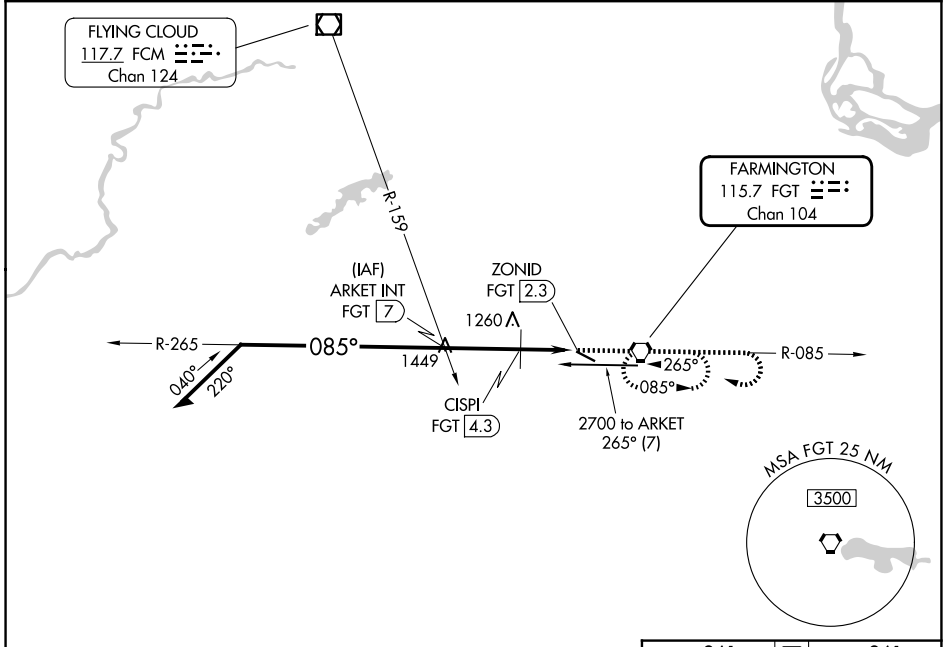 FLYING CLOUD
117.7 FCM
Chan 124
FARMINGTON
115.7 FGT
Chan 104
R-159
(IAF)
ARKET INT
FGT 7
ZONID
FGT 2.3
1260
R-265
085°
1449
R-085
040°
220°
265°
085°
CISPI
FGT 4.3
2700 to ARKET
265° (7)
MSA FGT 25 NM
3500